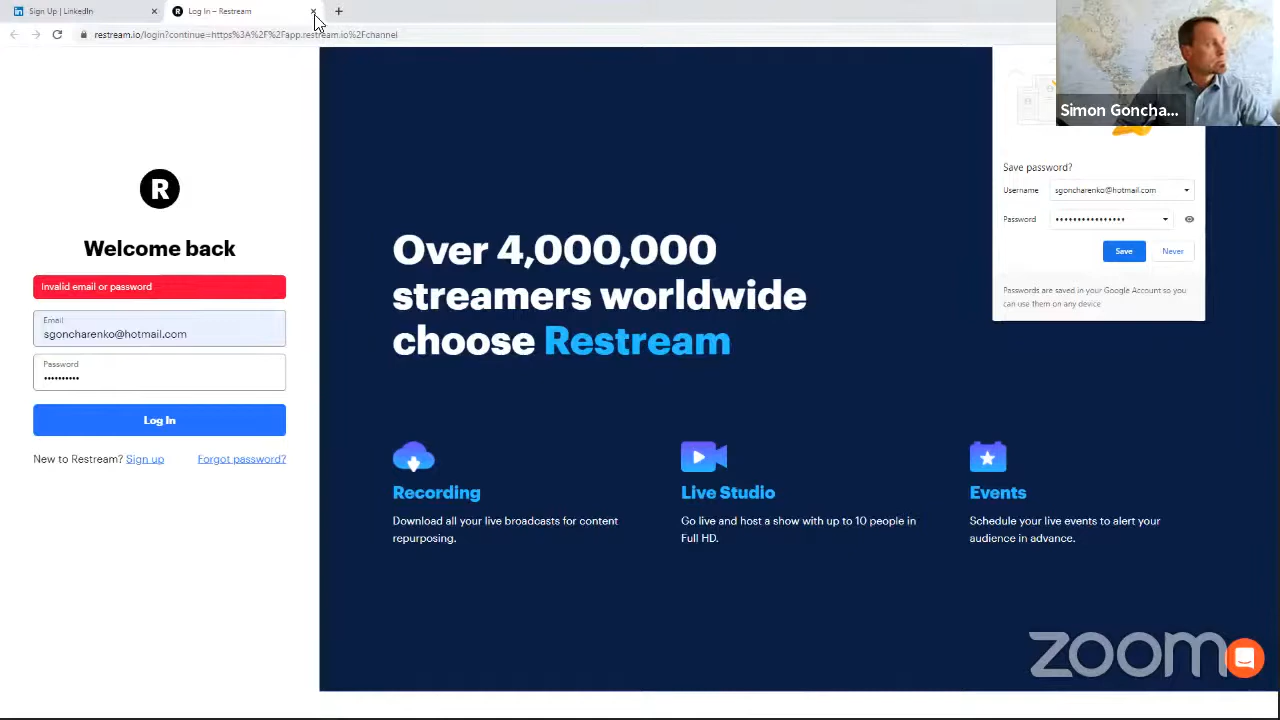 Sign Up | LinkedIn
Log In – Restream
restream.io/login?continue=https%3A%2F%2Fapp.restream.io%2Fchannel
Simon Goncha...
R
Welcome back
Invalid email or password
Email
sgoncharenko@hotmail.com
Password
••••••••••
Log In
New to Restream? Sign up
Forgot password?
Over 4,000,000
streamers worldwide
choose Restream
Recording
Download all your live broadcasts for content
repurposing.
Live Studio
Go live and host a show with up to 10 people in
Full HD.
Events
Schedule your live events to alert your
audience in advance.
Save password?
Username
sgoncharenko@hotmail.com
Password
••••••••••••••••
Save
Never
Passwords are saved in your Google Account so you
can use them on any device
zoom